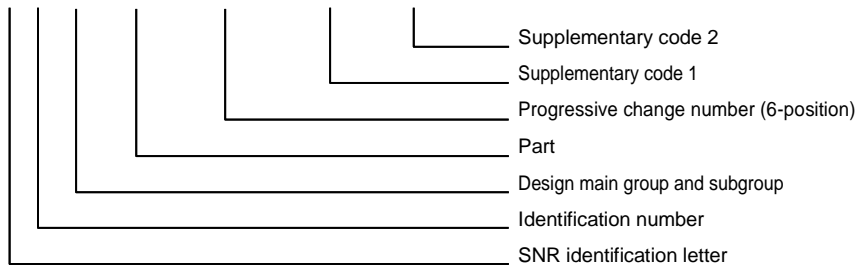 Supplementary code 2
Supplementary code 1
Progressive change number (6-position)
Part
Design main group and subgroup
Identification number
SNR identification letter